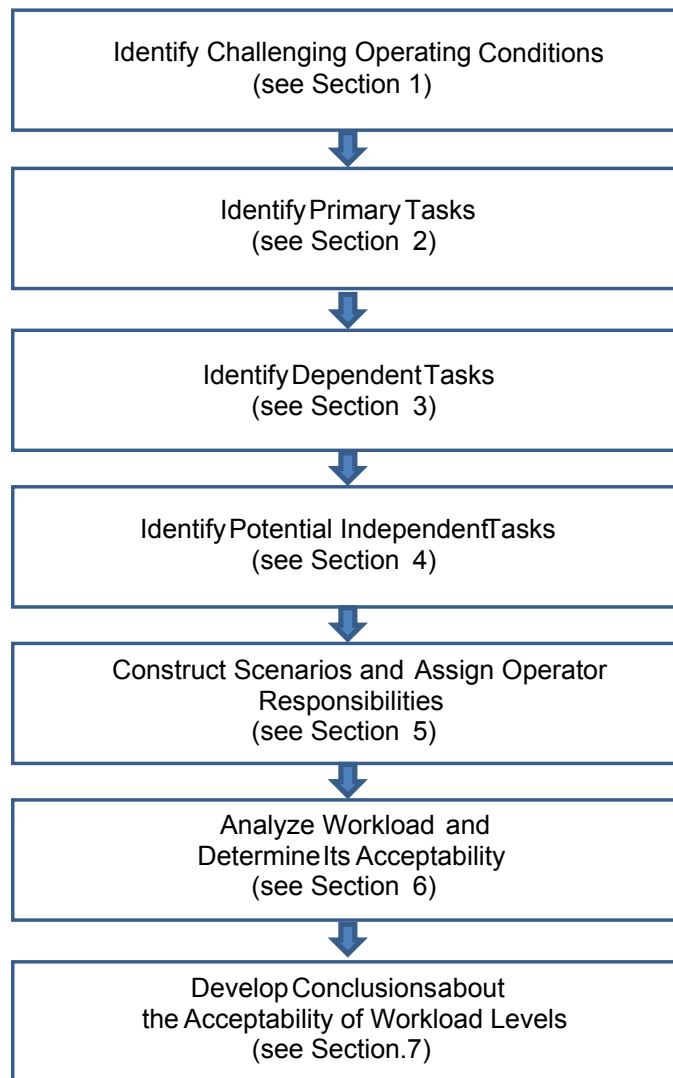 Identify Challenging Operating Conditions
(see Section 1)
Identify Primary Tasks
(see Section 2)
Identify Dependent Tasks
(see Section 3)
Identify Potential Independent Tasks
(see Section 4)
Construct Scenarios and Assign Operator
Responsibilities
(see Section 5)
Analyze Workload and
Determine Its Acceptability
(see Section 6)
Develop Conclusions about
the Acceptability of Workload Levels
(see Section.7)